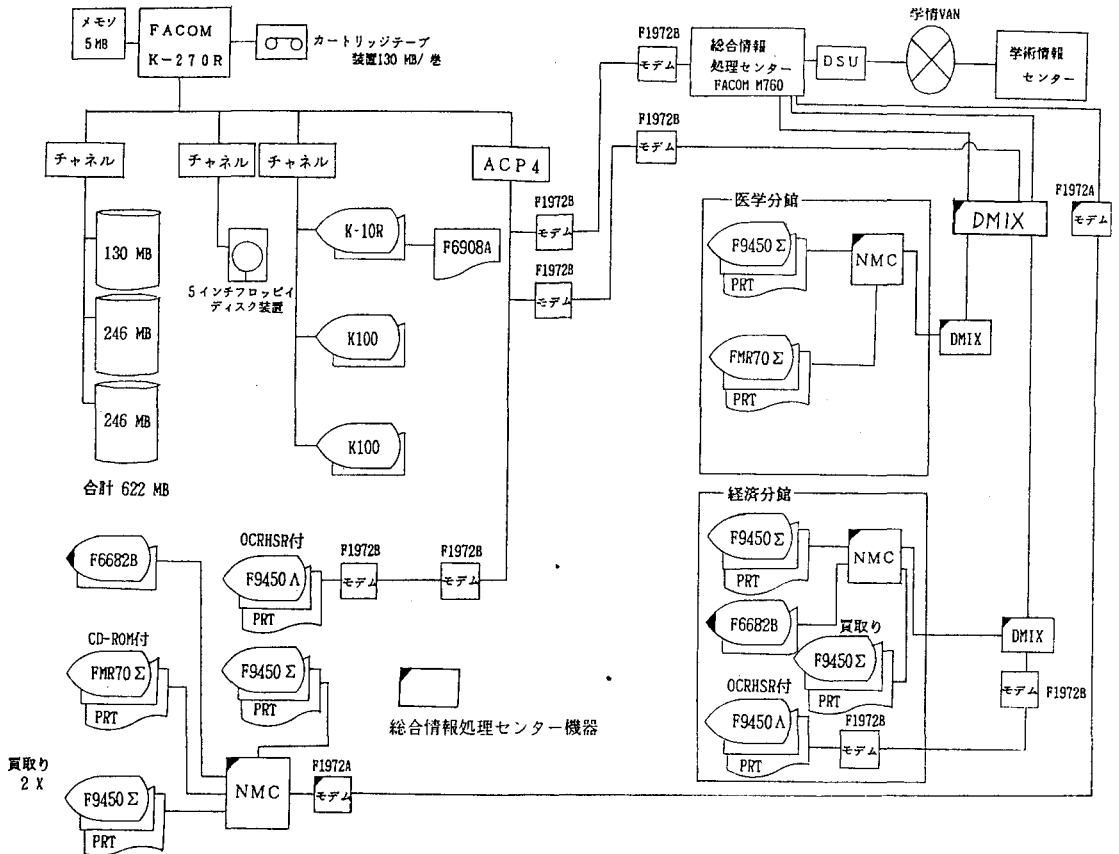 メモソ
5MB
FACOM
K-270R
カートリッジテープ
装置130 MB/ 巻
チャネル
チャネル
チャネル
ACP4
130 MB
246 MB
246 MB
合計 622 MB
5インチフロッピィ
ディスク装置
K-10R
F6908A
K100
K100
F1972B
モデム
F1972B
モデム
F1972B
モデム
F1972B
モデム
総合情報
処理センター
FACOM M760
DSU
学情VAN
学術情報
センター
F1972A
モデム
DMIX
医学分館
F9450Σ
PRT
NMC
FMR70Σ
PRT
DMIX
経済分館
F9450Σ
PRT
NMC
F6682B
買取り
F9450Σ
PRT
OCRHSR付
F9450Λ
PRT
F1972B
モデム
DMIX
モデム
F1972B
F6682B
OCRHSR付
F9450Λ
PRT
F1972B
モデム
F1972B
モデム
CD-ROM付
FMR70Σ
PRT
F9450Σ
PRT
総合情報処理センター機器
買取り
2 X
F9450Σ
PRT
NMC
F1972A
モデム